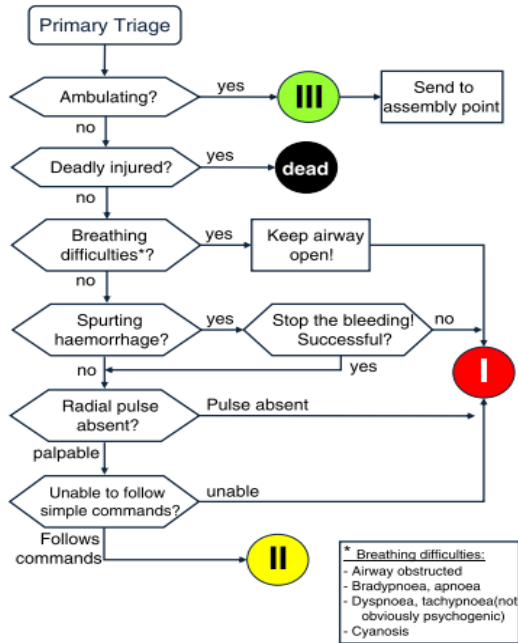 Primary Triage
Ambulating?
yes
III
Send to
assembly point
no
Deadly injured?
yes
dead
no
Breathing
difficulties*?
yes
Keep airway
open!
no
Spurting
haemorrhage?
yes
Stop the bleeding!
Successful?
no
yes
no
I
Radial pulse
absent?
Pulse absent
palpable
Unable to follow
simple commands?
unable
Follows
commands
II
* Breathing difficulties:
- Airway obstructed
- Bradypnoea, apnoea
- Dyspnoea, tachypnoea(not
obviously psychogenic)
- Cyanosis